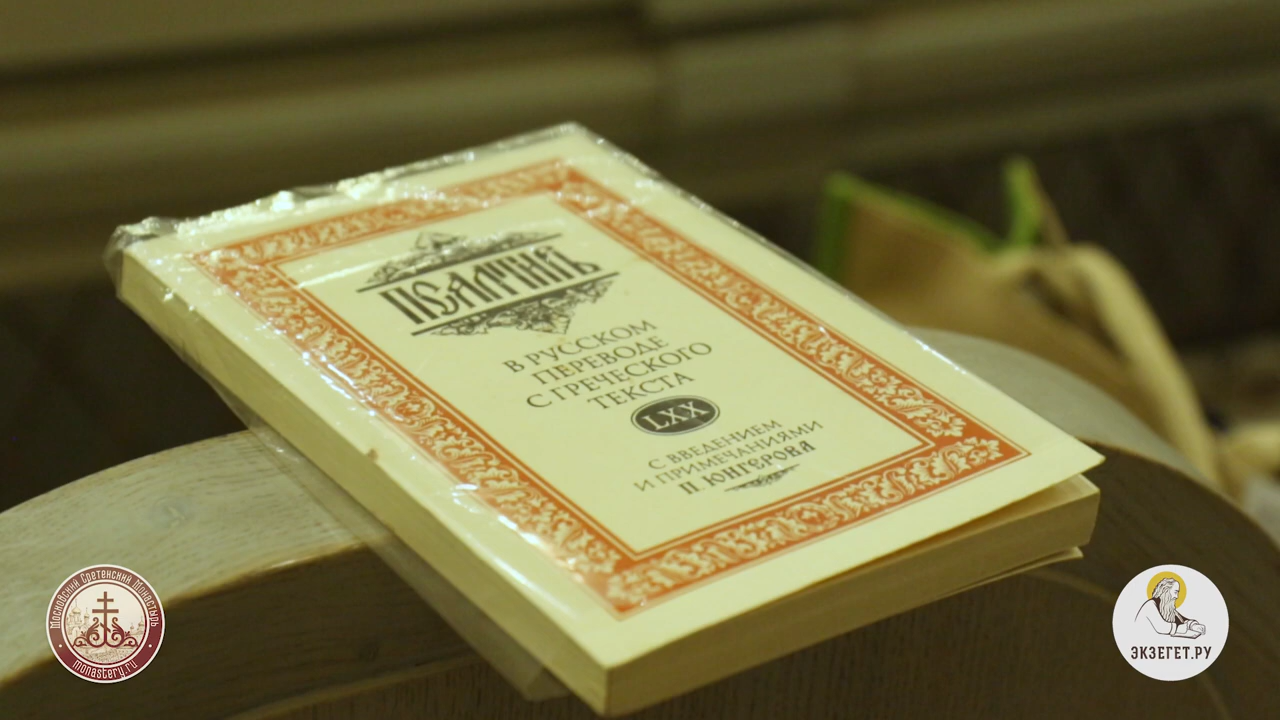 ПСАЛТИРЬ
В РУССКОМ
ПЕРЕВОДЕ
С ГРЕЧЕСКОГО
ТЕКСТА
LXX
С ВВЕДЕНИЕМ
И ПРИМЕЧАНИЯМИ
П. ЮНГЕРОВА
Московский Сретенский Монастырь
monastery.ru
ЭКЗЕГЕТ.РУ